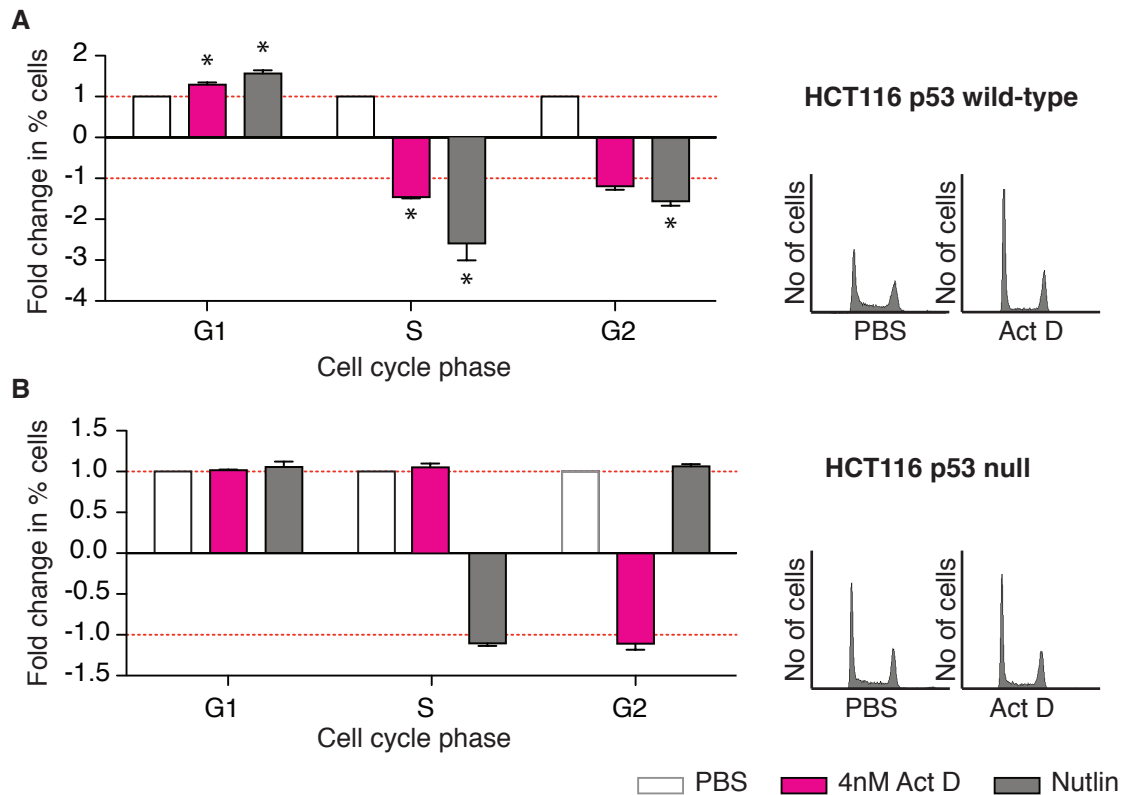 A
Fold change in % cells
2
1
0
-1
-2
-3
-4
* *
* *
*
G1 S G2
Cell cycle phase
HCT116 p53 wild-type
No of cells
PBS
No of cells
Act D
B
Fold change in % cells
1.5
1.0
0.5
0.0
-0.5
-1.0
-1.5
G1 S G2
Cell cycle phase
HCT116 p53 null
No of cells
PBS
No of cells
Act D
PBS 4nM Act D Nutlin